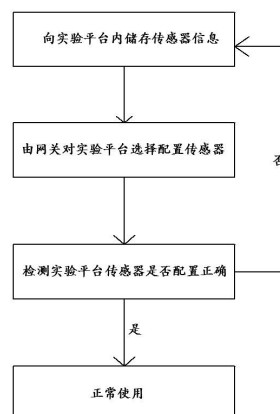 向实验平台内储存传感器信息
由网关对实验平台选择配置传感器
检测实验平台传感器是否配置正确
是
正常使用